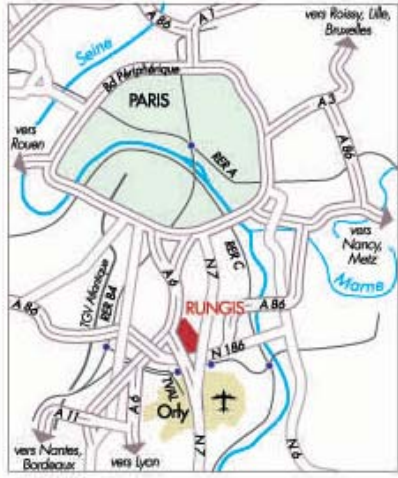 A 86
A 1
vers Roissy, Lille,
Bruxelles
Seine
Bd Périphérique
PARIS
A 3
vers
Rouen
RER A
A 86
vers
Nancy,
Metz
TGV Atlantique
RER B4
A 6
N 7
RER C
Marne
A 86
RUNGIS
A 86
N 186
ORLYVAL
Orly
A 11
A 6
N 7
N 6
vers Nantes,
Bordeaux
vers Lyon